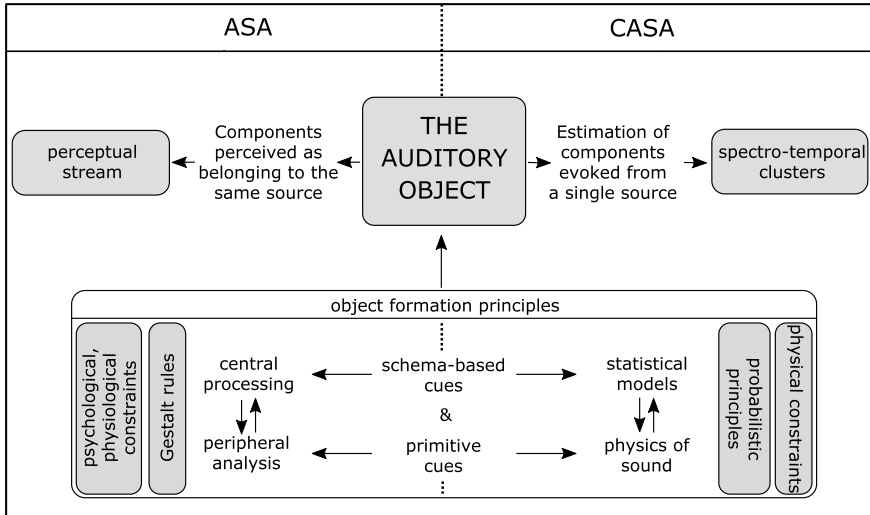 ASA
CASA
perceptual
stream
Components
perceived as
belonging to the
same source
THE
AUDITORY
OBJECT
Estimation of
components
evoked from
a single source
spectro-temporal
clusters
object formation principles
psychological,
physiological
constraints
Gestalt rules
central
processing
peripheral
analysis
schema-based
cues
&
primitive
cues
statistical
models
physics of
sound
probabilistic
principles
physical constraints